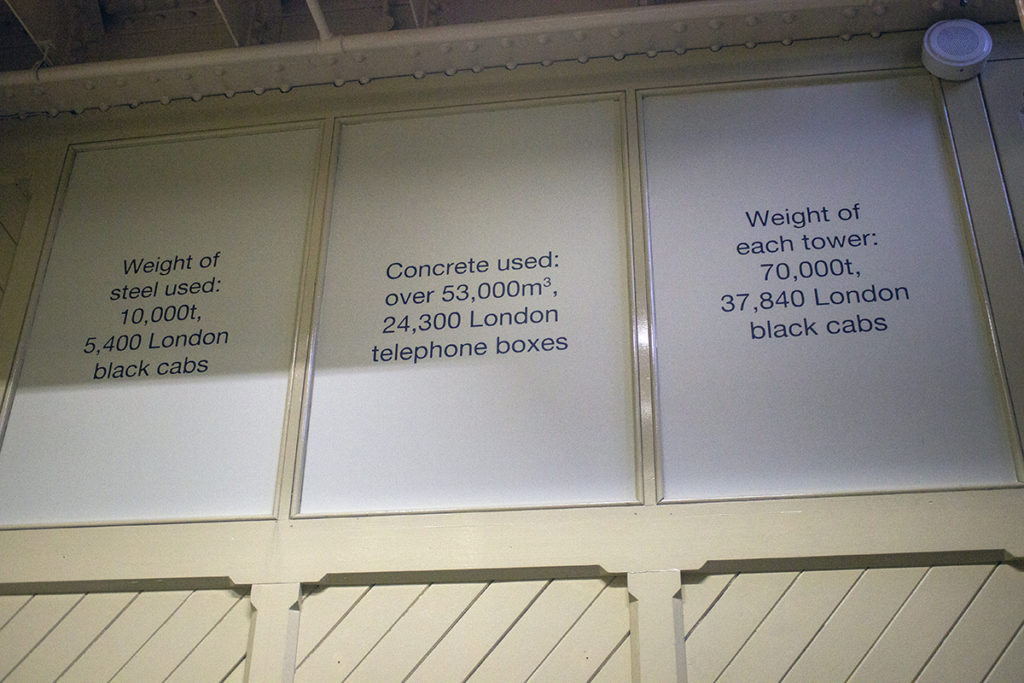 Weight of
steel used:
10,000t,
5,400 London
black cabs
Concrete used:
over 53,000m³,
24,300 London
telephone boxes
Weight of
each tower:
70,000t,
37,840 London
black cabs